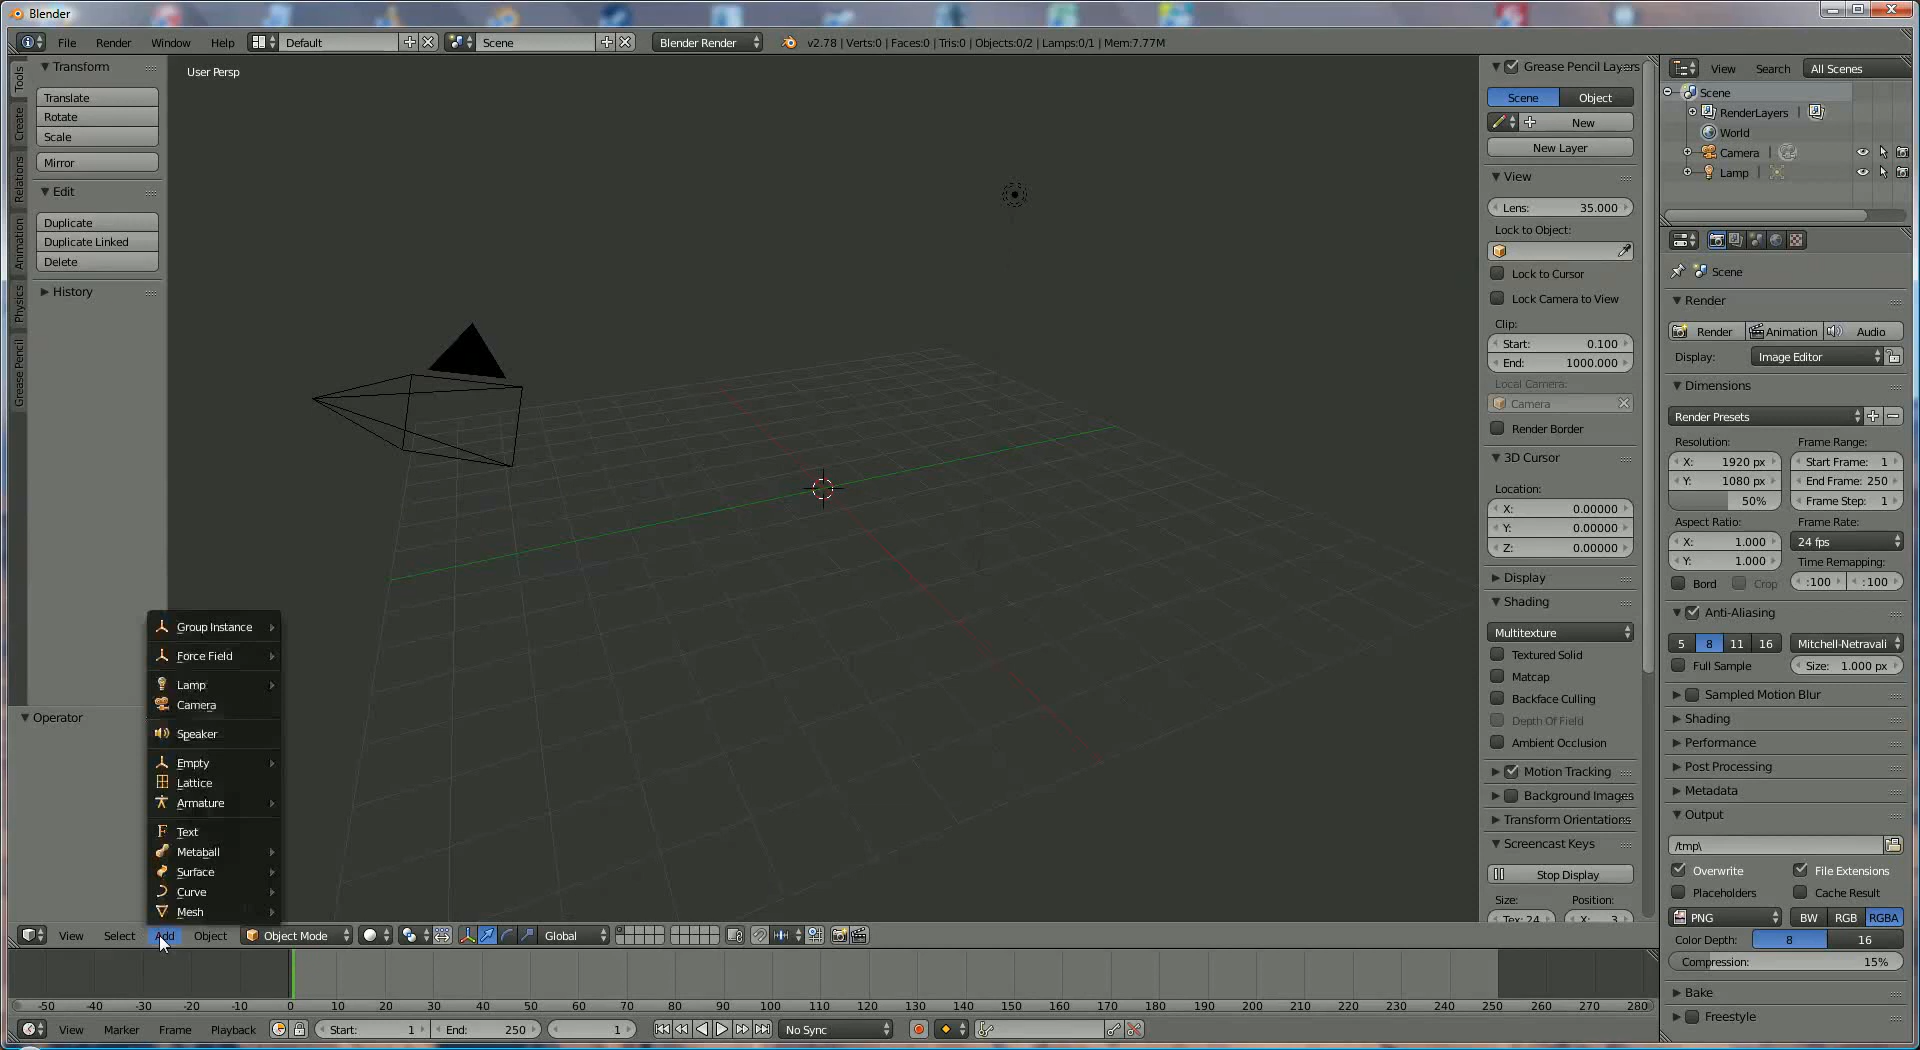 Blender
File Render Window Help Default Scene Blender Render v2.78 | Verts:0 | Faces:0 | Tris:0 | Objects:0/2 | Lamps:0/1 | Mem:7.77M
Tools
Create
Relations
Animation
Physics
Grease Pencil
Transform
Translate
Rotate
Scale
Mirror
Edit
Duplicate
Duplicate Linked
Delete
History
Operator
User Persp
Group Instance
Force Field
Lamp
Camera
Speaker
Empty
Lattice
Armature
Text
Metaball
Surface
Curve
Mesh
View Select Add Object Object Mode Global
Grease Pencil Layers
Scene Object
New
New Layer
View
Lens: 35.000
Lock to Object:
Lock to Cursor
Lock Camera to View
Clip:
Start: 0.100
End: 1000.000
Local Camera:
Camera
Render Border
3D Cursor
Location:
X: 0.00000
Y: 0.00000
Z: 0.00000
Display
Shading
Multitexture
Textured Solid
Matcap
Backface Culling
Depth Of Field
Ambient Occlusion
Motion Tracking
Background Images
Transform Orientations
Screencast Keys
Stop Display
Size: Position:
Tex: 24 X: 3
View Search All Scenes
Scene
RenderLayers
World
Camera
Lamp
Scene
Render
Render Animation Audio
Display: Image Editor
Dimensions
Render Presets
Resolution: Frame Range:
X: 1920 px Start Frame: 1
Y: 1080 px End Frame: 250
50% Frame Step: 1
Aspect Ratio: Frame Rate:
X: 1.000 24 fps
Y: 1.000 Time Remapping:
Bord Crop :100 :100
Anti-Aliasing
5 8 11 16 Mitchell-Netravali
Full Sample Size: 1.000 px
Sampled Motion Blur
Shading
Performance
Post Processing
Metadata
Output
/tmp\
Overwrite File Extensions
Placeholders Cache Result
PNG BW RGB RGBA
Color Depth: 8 16
Compression: 15%
Bake
Freestyle
-50 -40 -30 -20 -10 0 10 20 30 40 50 60 70 80 90 100 110 120 130 140 150 160 170 180 190 200 210 220 230 240 250 260 270 280
View Marker Frame Playback Start: 1 End: 250 1 No Sync